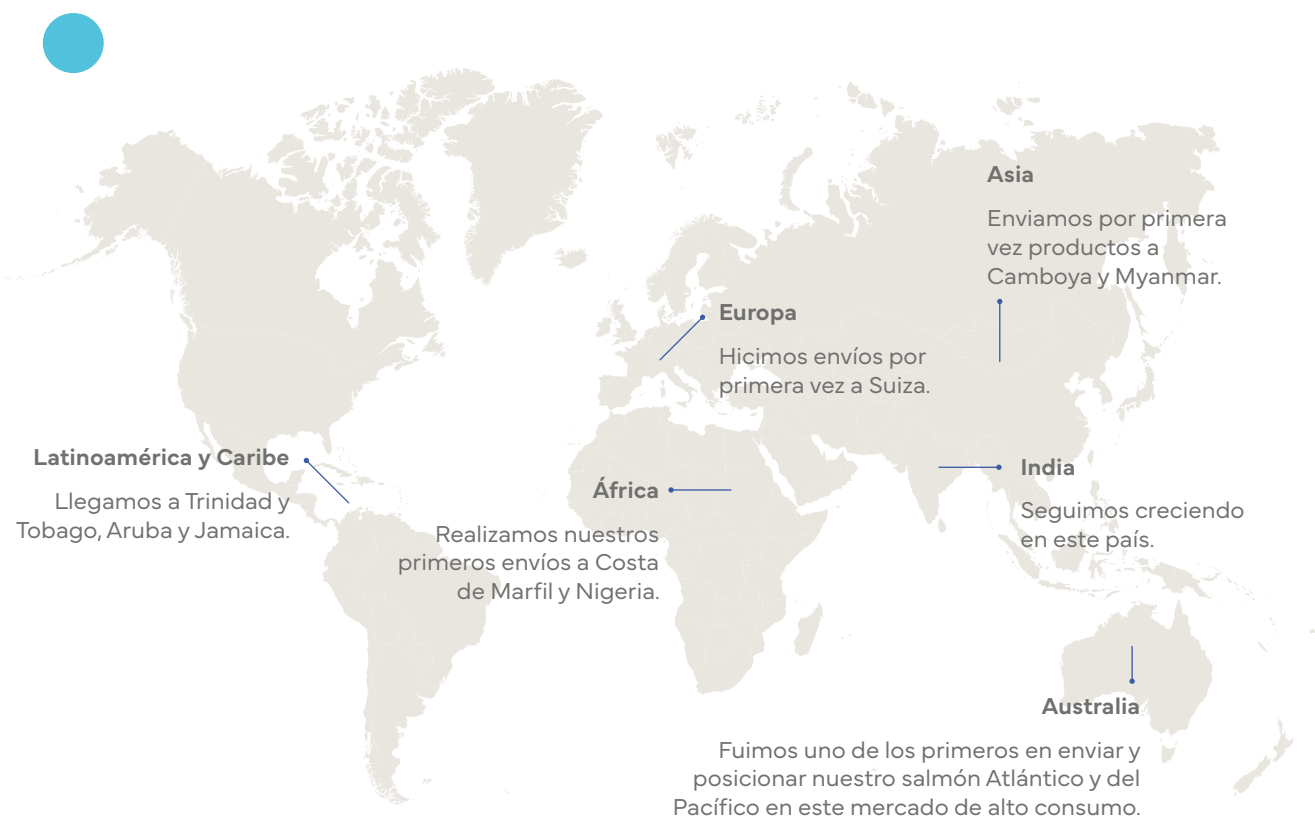 Asia
Enviamos por primera
vez productos a
Camboya y Myanmar.
Europa
Hicimos envíos por
primera vez a Suiza.
Latinoamérica y Caribe
Llegamos a Trinidad y
Tobago, Aruba y Jamaica.
África
Realizamos nuestros
primeros envíos a Costa
de Marfil y Nigeria.
India
Seguimos creciendo
en este país.
Australia
Fuimos uno de los primeros en enviar y
posicionar nuestro salmón Atlántico y del
Pacífico en este mercado de alto consumo.